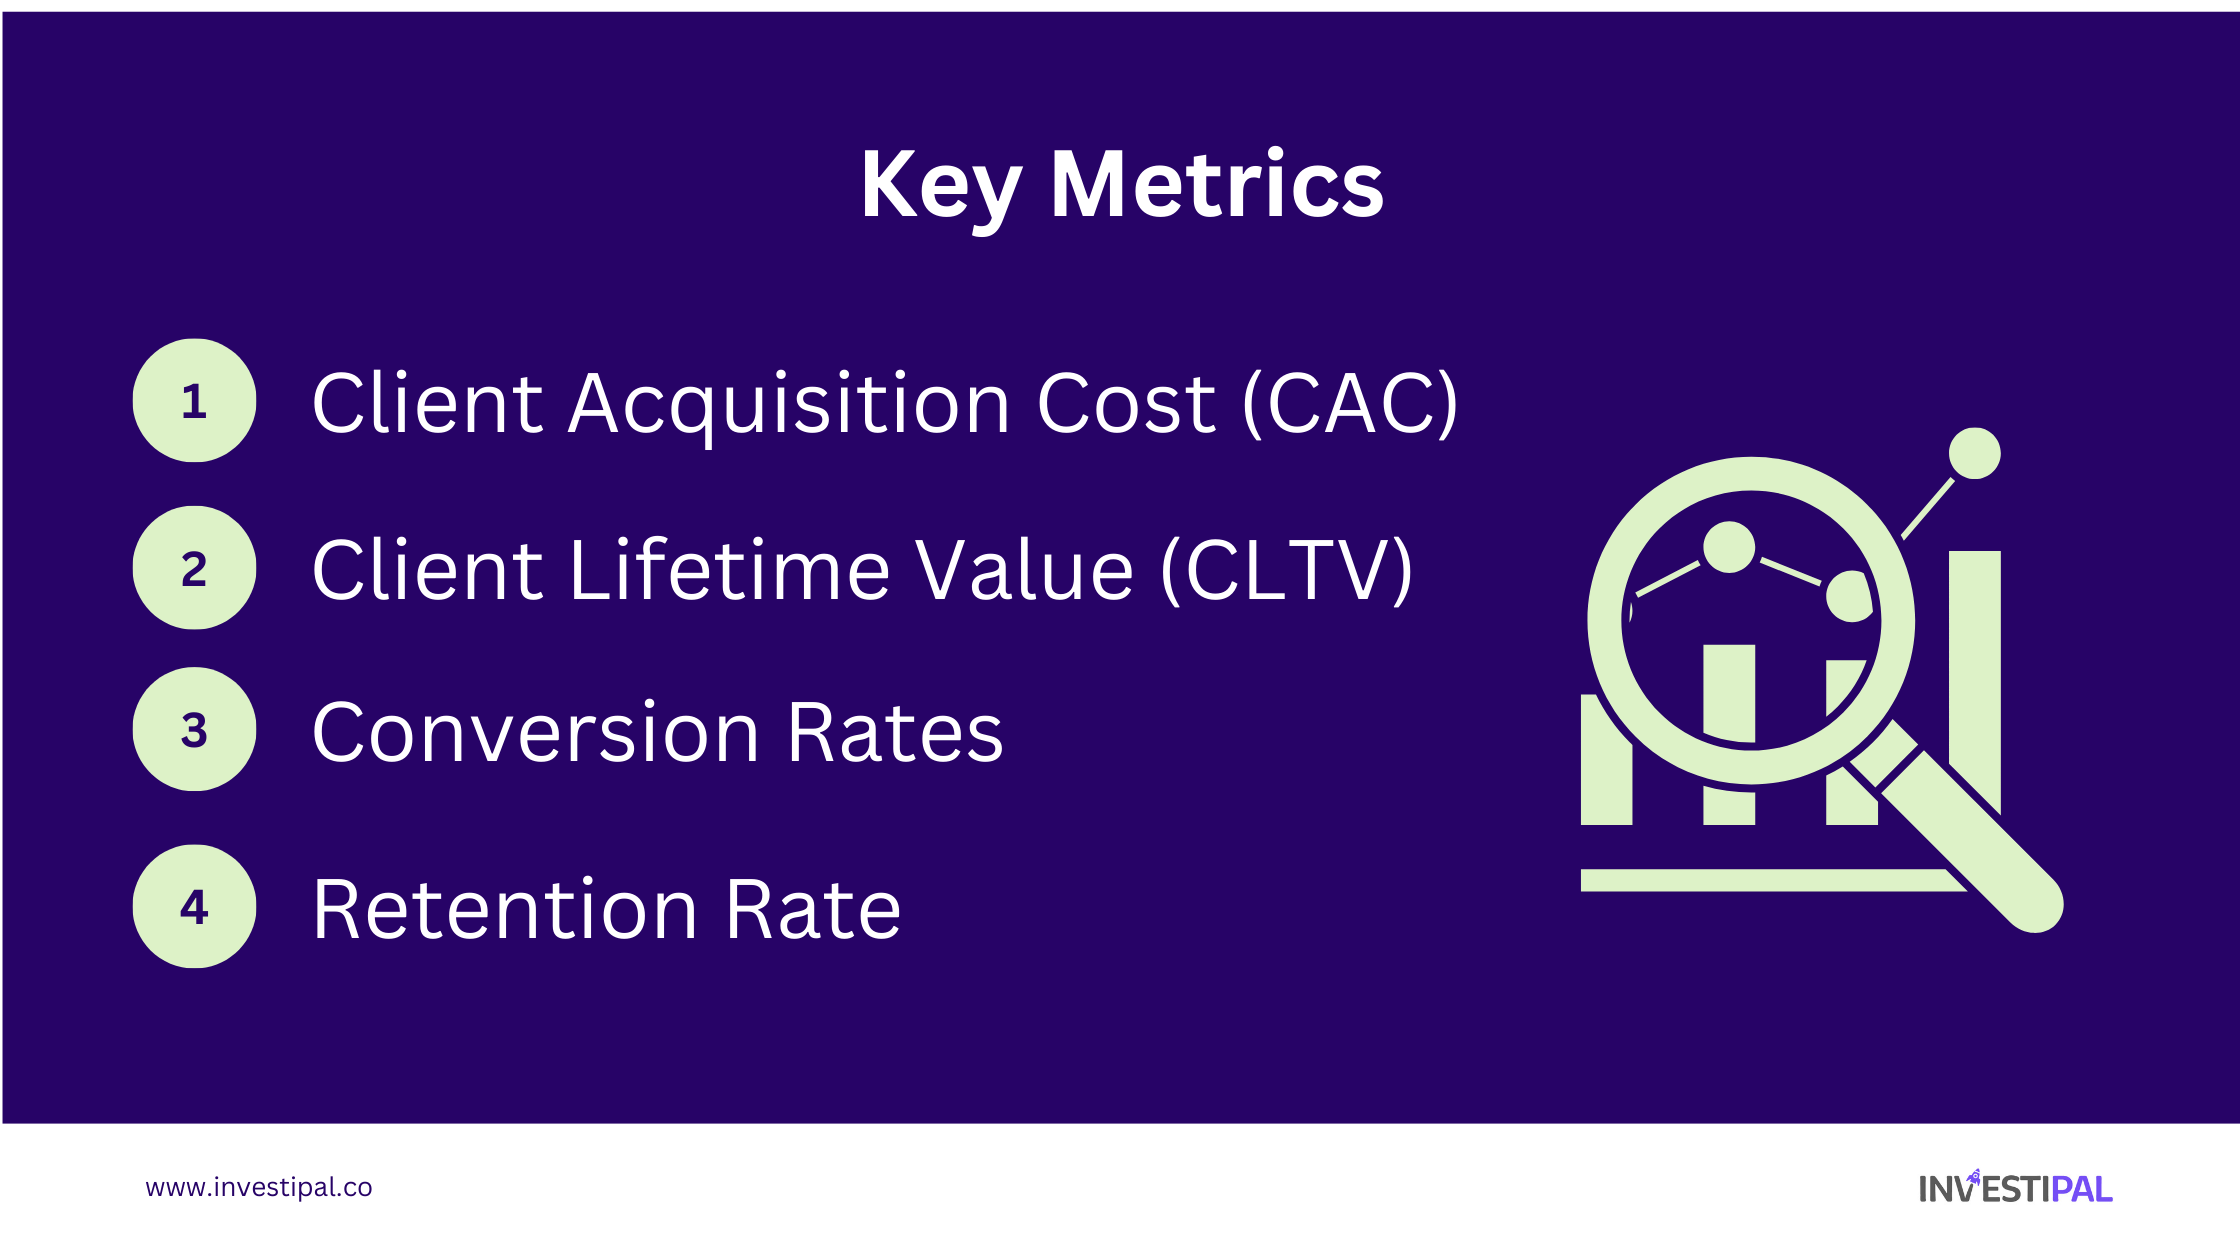 Key Metrics
1 Client Acquisition Cost (CAC)
2 Client Lifetime Value (CLTV)
3 Conversion Rates
4 Retention Rate
www.investipal.co
INVESTIPAL